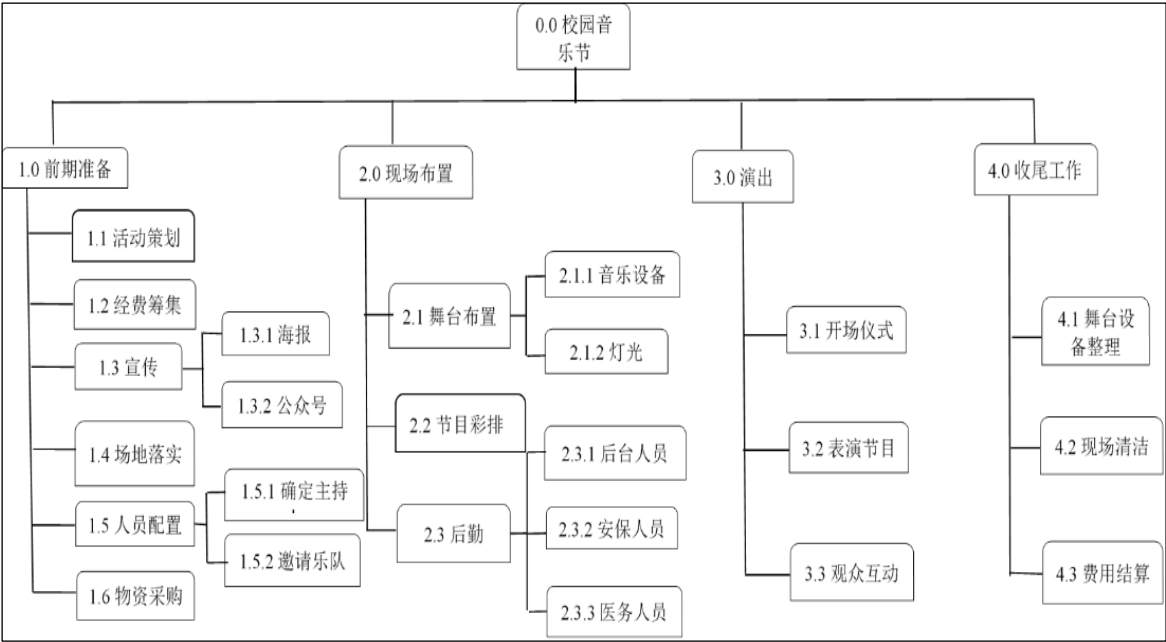 0.0 校园音
乐节
1.0 前期准备
1.1 活动策划
1.2 经费筹集
1.3 宣传
1.3.1 海报
1.3.2 公众号
1.4 场地落实
1.5 人员配置
1.5.1 确定主持
1.5.2 邀请乐队
1.6 物资采购
2.0 现场布置
2.1 舞台布置
2.1.1 音乐设备
2.1.2 灯光
2.2 节目彩排
2.3 后勤
2.3.1 后台人员
2.3.2 安保人员
2.3.3 医务人员
3.0 演出
3.1 开场仪式
3.2 表演节目
3.3 观众互动
4.0 收尾工作
4.1 舞台设
备整理
4.2 现场清洁
4.3 费用结算